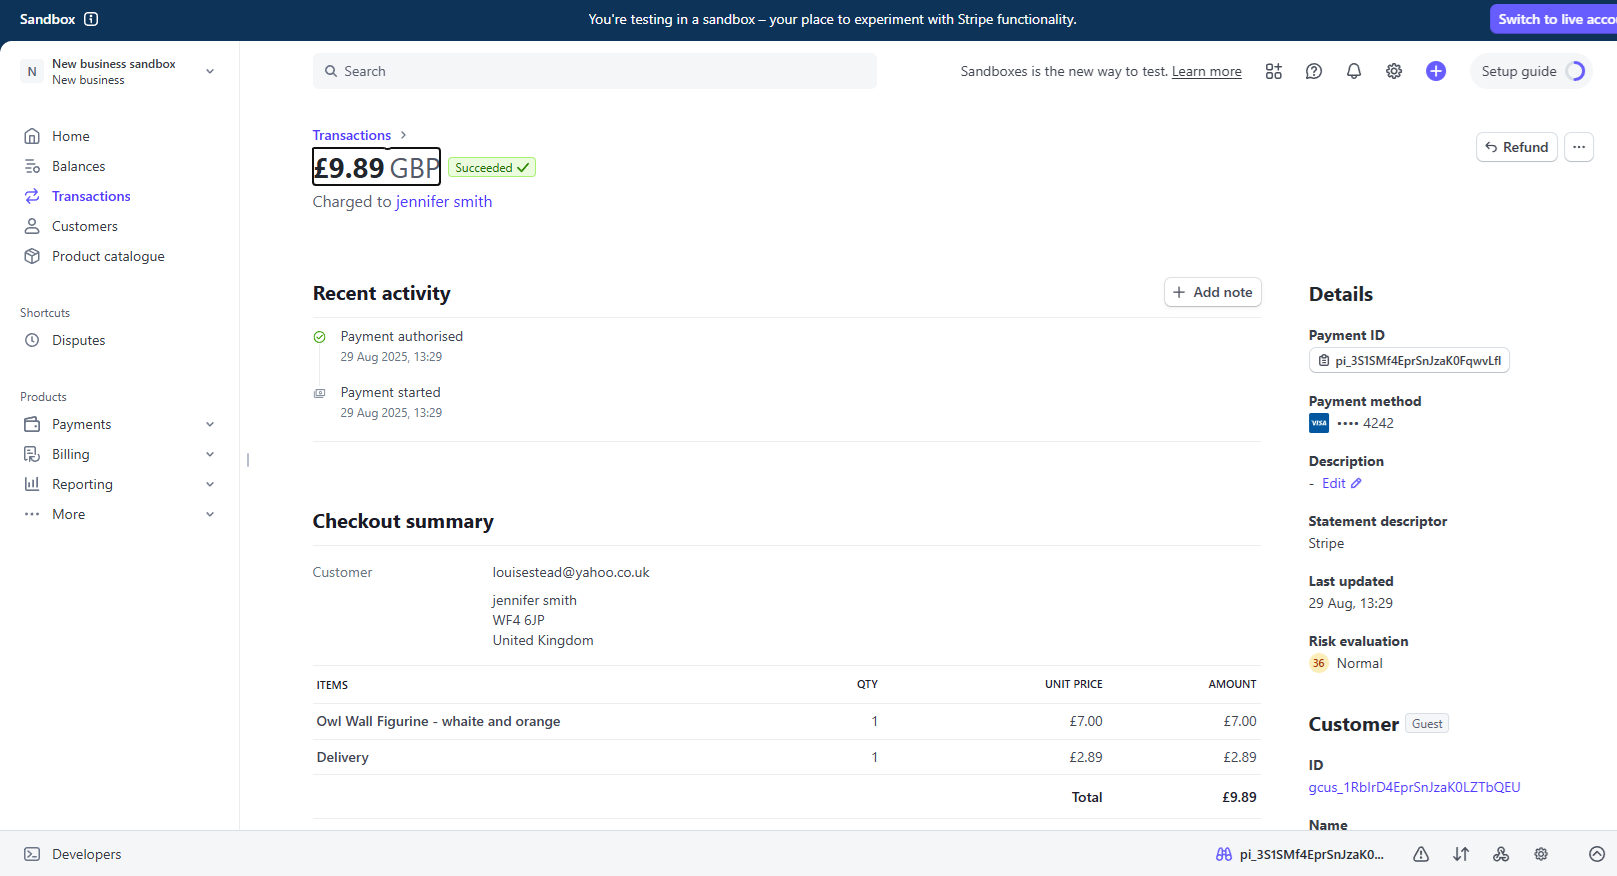 Sandbox
You're testing in a sandbox – your place to experiment with Stripe functionality.
Switch to live acco
N
New business sandbox
New business
Search
Sandboxes is the new way to test. Learn more
Setup guide
Home
Balances
Transactions
Customers
Product catalogue
Shortcuts
Disputes
Products
Payments
Billing
Reporting
More
Transactions
£9.89 GBP
Succeeded
Charged to jennifer smith
Refund
Recent activity
Add note
Payment authorised
29 Aug 2025, 13:29
Payment started
29 Aug 2025, 13:29
Checkout summary
Customer
louisestead@yahoo.co.uk
jennifer smith
WF4 6JP
United Kingdom
ITEMS QTY UNIT PRICE AMOUNT
Owl Wall Figurine - whaite and orange 1 £7.00 £7.00
Delivery 1 £2.89 £2.89
Total £9.89
Details
Payment ID
pi_3S1SMf4EprSnJzaK0FqwvLfl
Payment method
VISA •••• 4242
Description
- Edit
Statement descriptor
Stripe
Last updated
29 Aug, 13:29
Risk evaluation
36 Normal
Customer Guest
ID
gcus_1RbIrD4EprSnJzaK0LZTbQEU
Name
Developers
pi_3S1SMf4EprSnJzaK0...